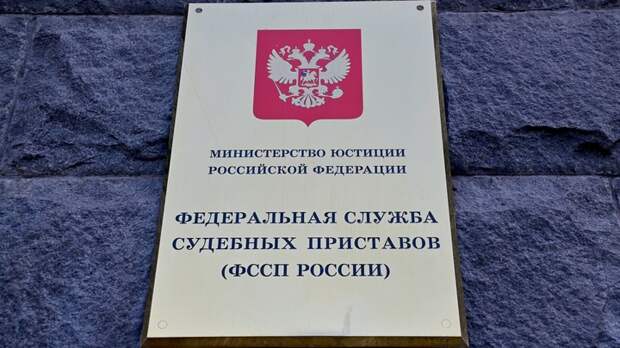 МИНИСТЕРСТВО ЮСТИЦИИ
РОССИЙСКОЙ ФЕДЕРАЦИИ
ФЕДЕРАЛЬНАЯ СЛУЖБА
СУДЕБНЫХ ПРИСТАВОВ
(ФССП РОССИИ)